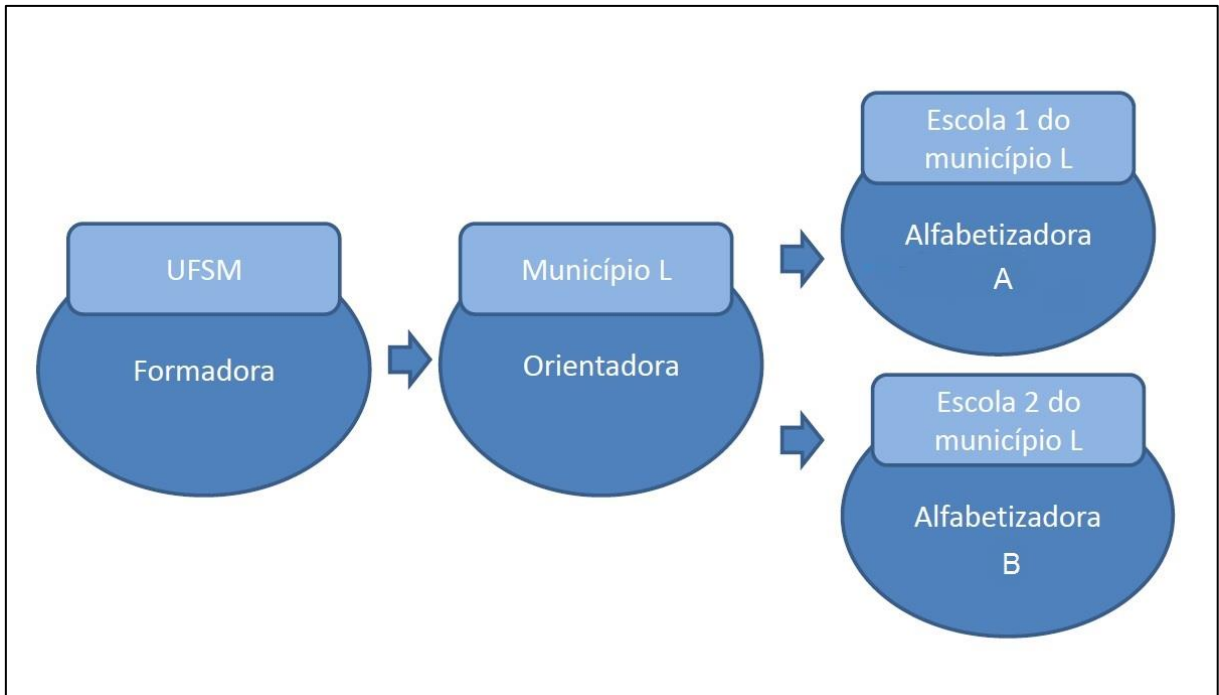 UFSM
Formadora
Município L
Orientadora
Escola 1 do
município L
Alfabetizadora
A
Escola 2 do
município L
Alfabetizadora
B